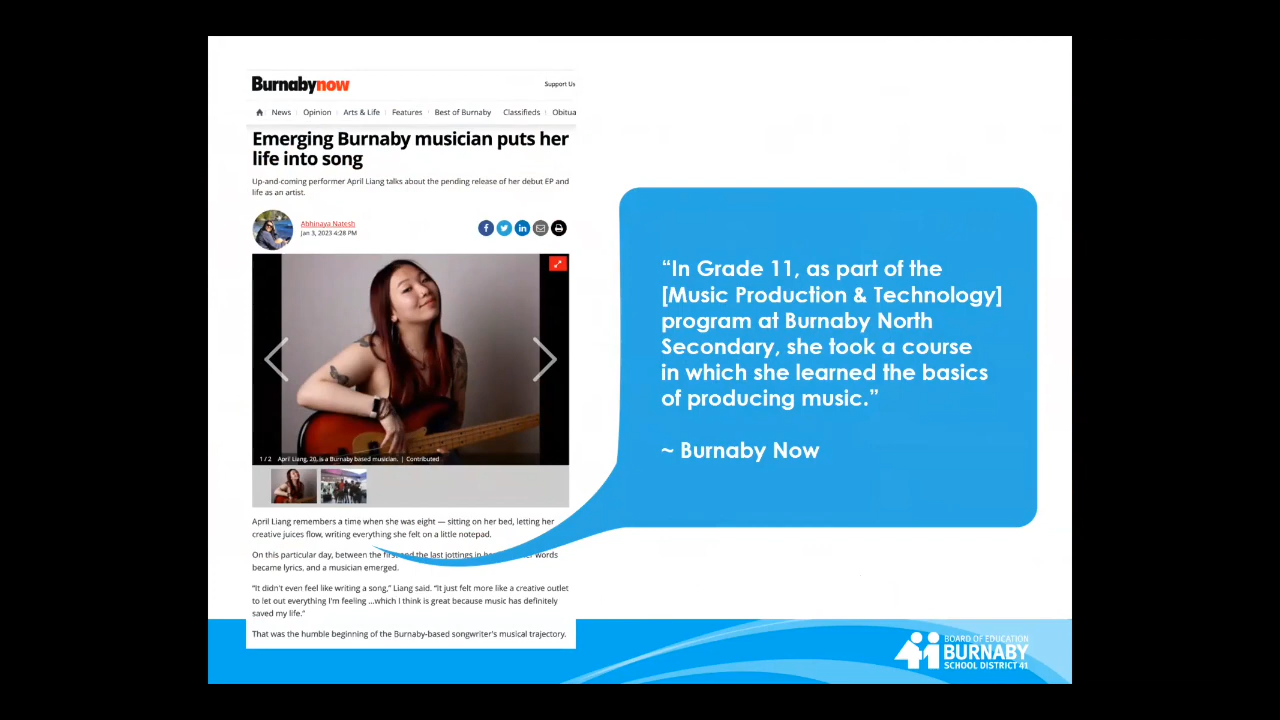 Burnabynow
Support Us
News
Opinion
Arts & Life
Features
Best of Burnaby
Classifieds
Obitua
Emerging Burnaby musician puts her
life into song
Up-and-coming performer April Liang talks about the pending release of her debut EP and
life as an artist.
Abhinaya Natesh
Jan 3, 2023 4:28 PM
1 / 2 April Liang, 20, is a Burnaby based musician. | Contributed
April Liang remembers a time when she was eight — sitting on her bed, letting her
creative juices flow, writing everything she felt on a little notepad.
On this particular day, between the first and the last jottings in words
became lyrics, and a musician emerged.
"It didn't even feel like writing a song," Liang said. "It just felt more like a creative outlet
to let out everything I'm feeling ...which I think is great because music has definitely
saved my life."
That was the humble beginning of the Burnaby-based songwriter's musical trajectory.
“In Grade 11, as part of the
[Music Production & Technology]
program at Burnaby North
Secondary, she took a course
in which she learned the basics
of producing music.”
~ Burnaby Now
BOARD OF EDUCATION
BURNABY
SCHOOL DISTRICT 41